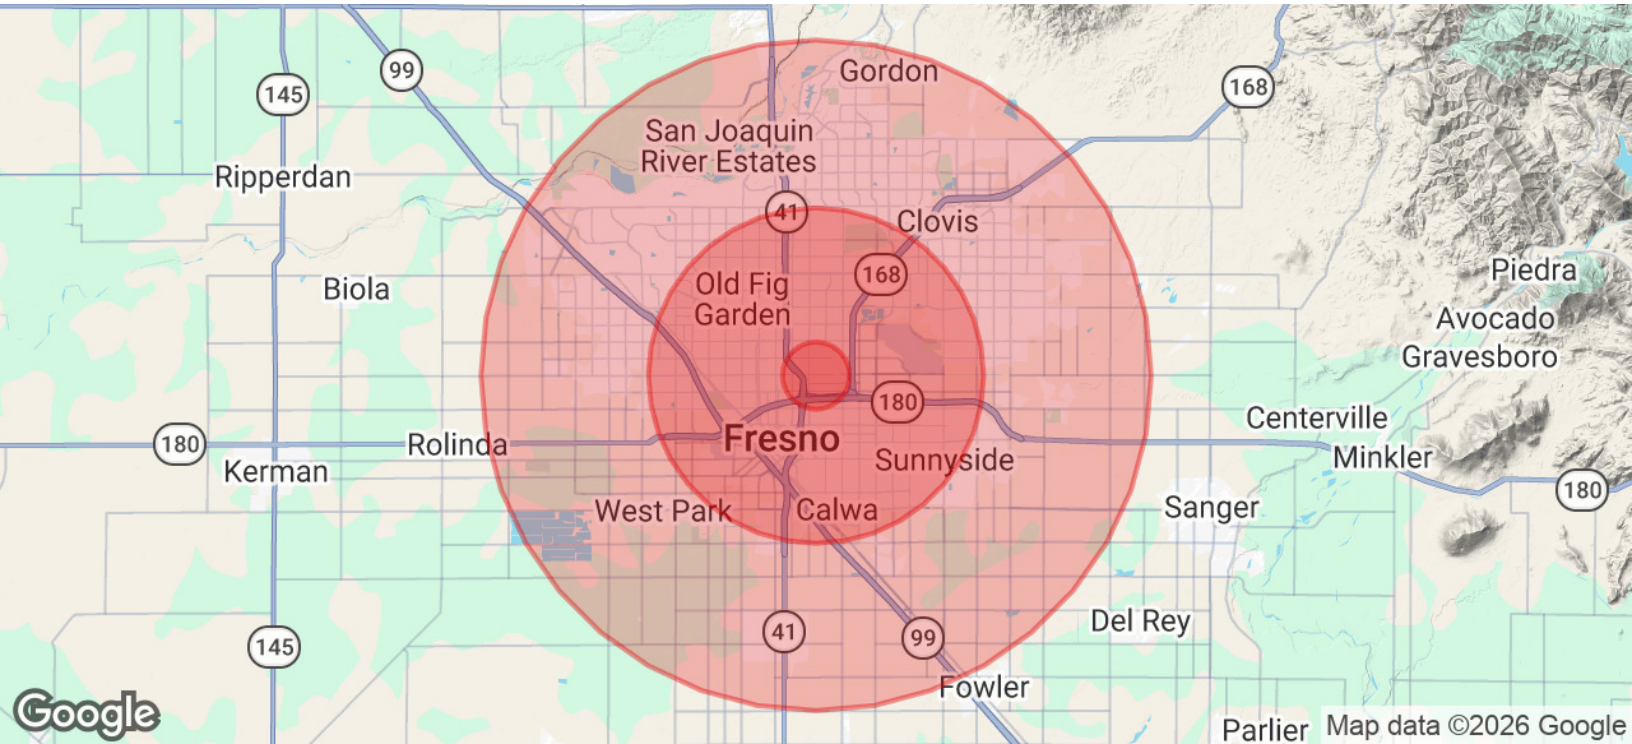 99
Gordon
168
145
San Joaquin
River Estates
Ripperdan
41
Clovis
168
Piedra
Biola
Old Fig
Garden
Avocado
Gravesboro
180
Centerville
180
Rolinda
Fresno
Kerman
Sunnyside
Minkler
180
West Park
Calwa
Sanger
Del Rey
41
99
145
Fowler
Google
Parlier
Map data ©2026 Google